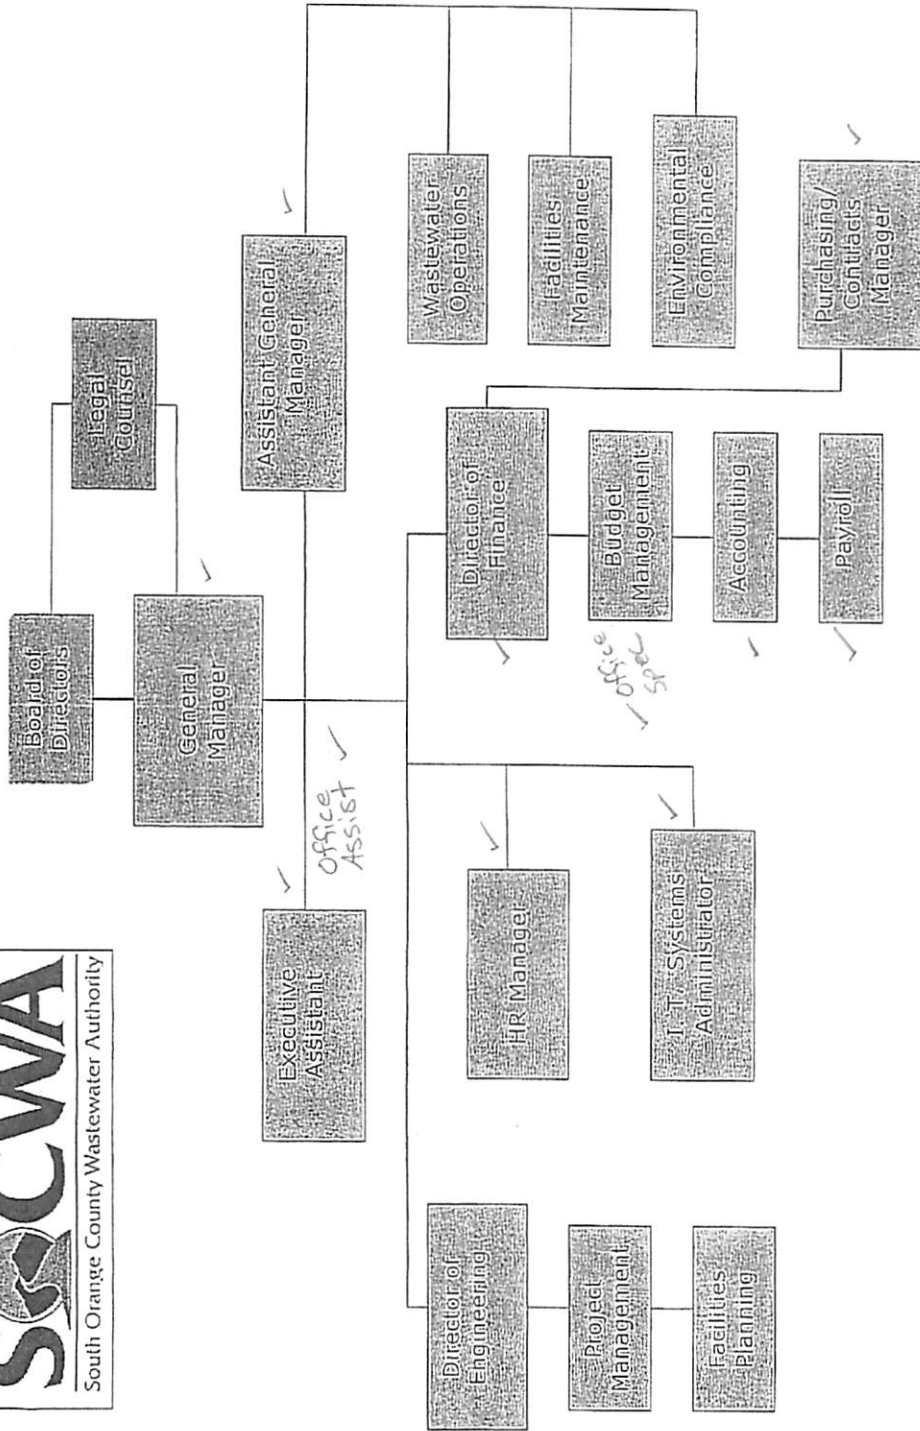 SOCWA
South Orange County Wastewater Authority
Board of
Directors
Legal
Counsel
General
Manager
✓
Executive
Assistant
✓
Office
Assist ✓
Assistant General
Manager
✓
Director of
Engineering
Project
Management
Facilities
Planning
HR Manager
✓
I. T. Systems
Administrator
✓
Director of
Finance
✓
Budget
Management
✓ Office
Spec
Accounting
✓
Payroll
✓
Wastewater
Operations
Facilities
Maintenance
Environmental
Compliance
Purchasing/
Contracts
Manager
✓